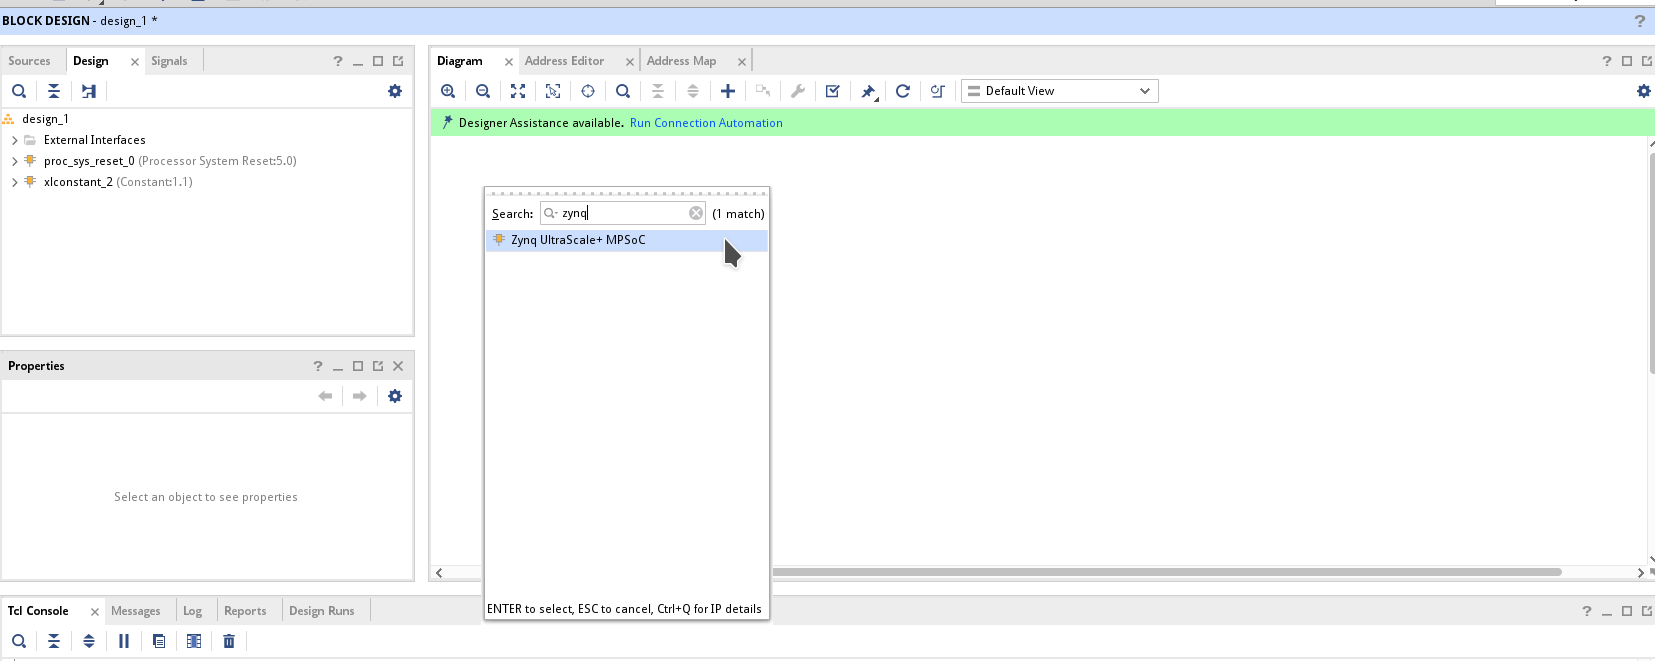 BLOCK DESIGN - design_1 *
?
Sources Design Signals ?
design_1
External Interfaces
proc_sys_reset_0 (Processor System Reset:5.0)
xlconstant_2 (Constant:1.1)
Properties ?
Select an object to see properties
Diagram Address Editor Address Map ?
Default View
Designer Assistance available. Run Connection Automation
Search: zynq (1 match)
Zynq UltraScale+ MPSoC
ENTER to select, ESC to cancel, Ctrl+Q for IP details
Tcl Console Messages Log Reports Design Runs ?